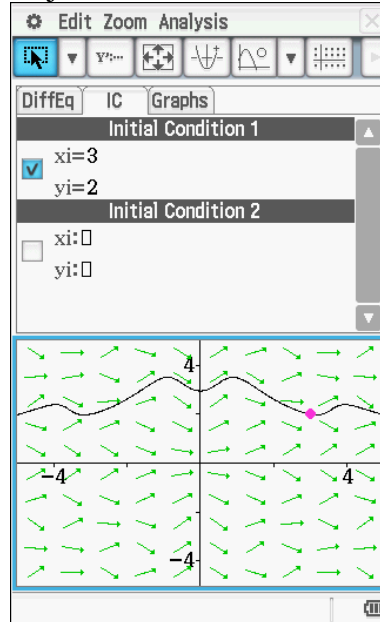 Edit Zoom Analysis
Y':···
DiffEq IC Graphs
Initial Condition 1
xi=3
yi=2
Initial Condition 2
xi:□
yi:□
4
-4 4
-4